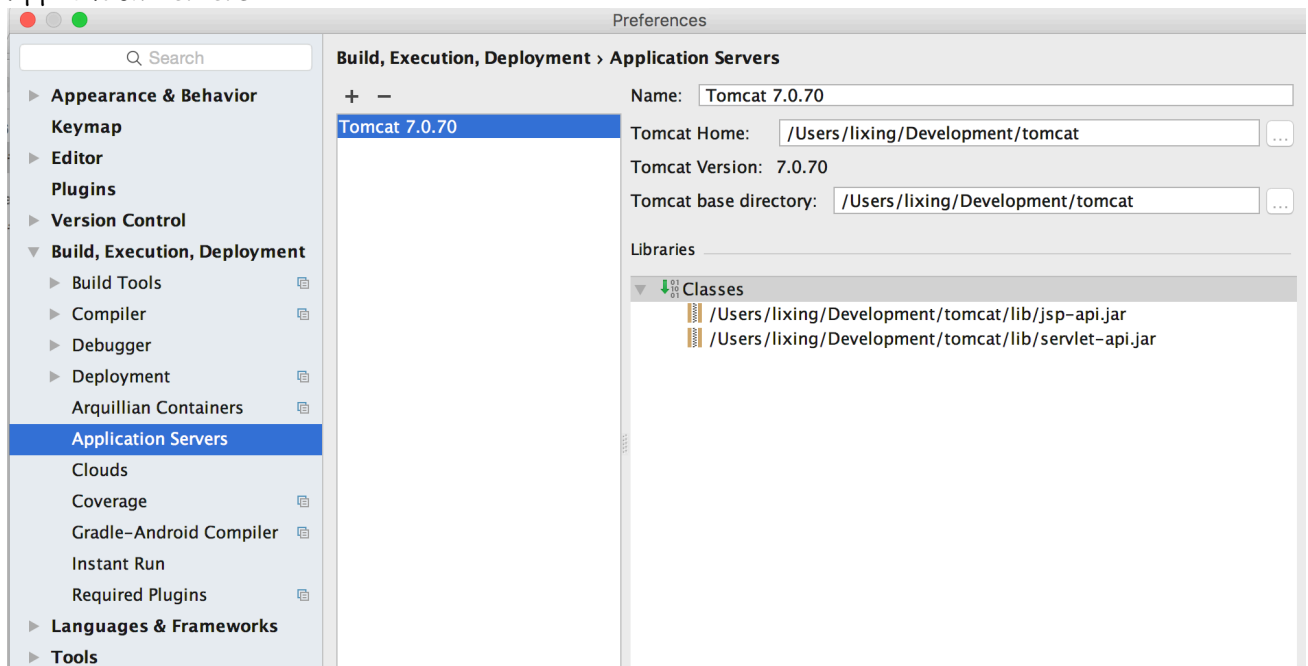 Preferences
Search
Appearance & Behavior
Keymap
Editor
Plugins
Version Control
Build, Execution, Deployment
Build Tools
Compiler
Debugger
Deployment
Arquillian Containers
Application Servers
Clouds
Coverage
Gradle-Android Compiler
Instant Run
Required Plugins
Languages & Frameworks
Tools
Build, Execution, Deployment › Application Servers
+ −
Tomcat 7.0.70
Name: Tomcat 7.0.70
Tomcat Home: /Users/lixing/Development/tomcat ...
Tomcat Version: 7.0.70
Tomcat base directory: /Users/lixing/Development/tomcat ...
Libraries
Classes
/Users/lixing/Development/tomcat/lib/jsp-api.jar
/Users/lixing/Development/tomcat/lib/servlet-api.jar